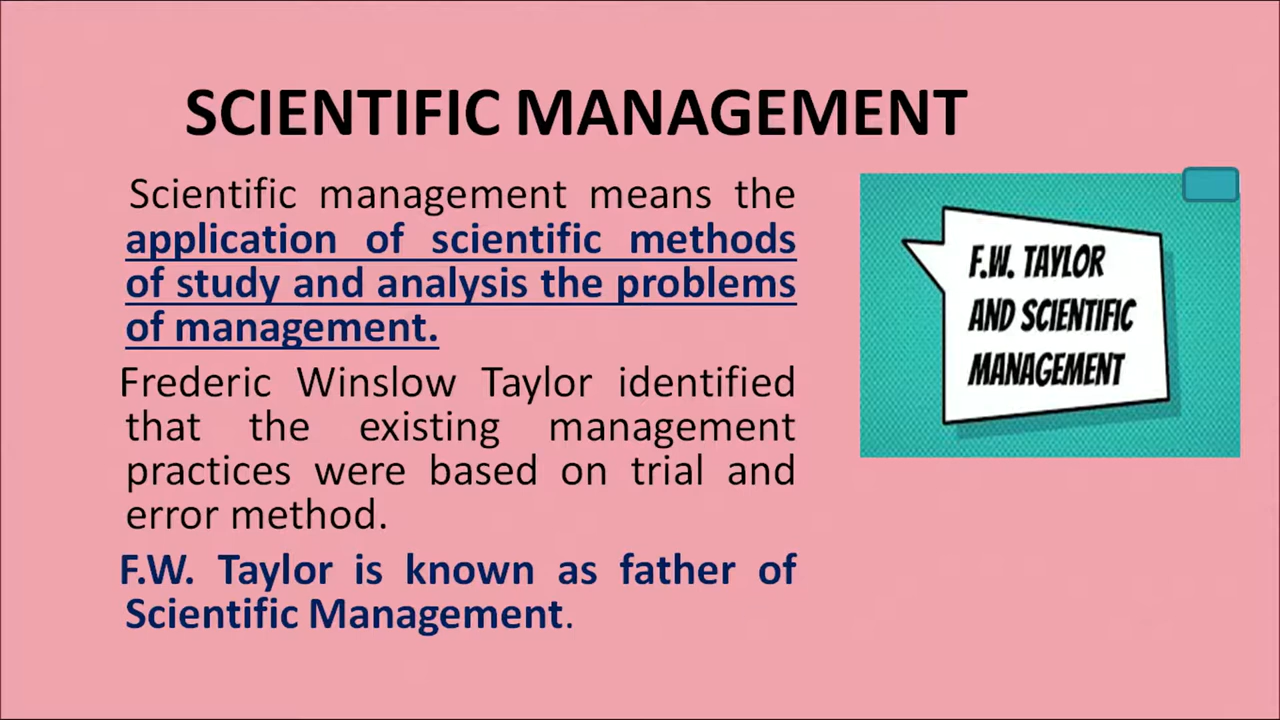 SCIENTIFIC MANAGEMENT
Scientific management means the
application of scientific methods
of study and analysis the problems
of management.
Frederic Winslow Taylor identified
that the existing management
practices were based on trial and
error method.
F.W. Taylor is known as father of
Scientific Management.
F.W. TAYLOR
AND SCIENTIFIC
MANAGEMENT